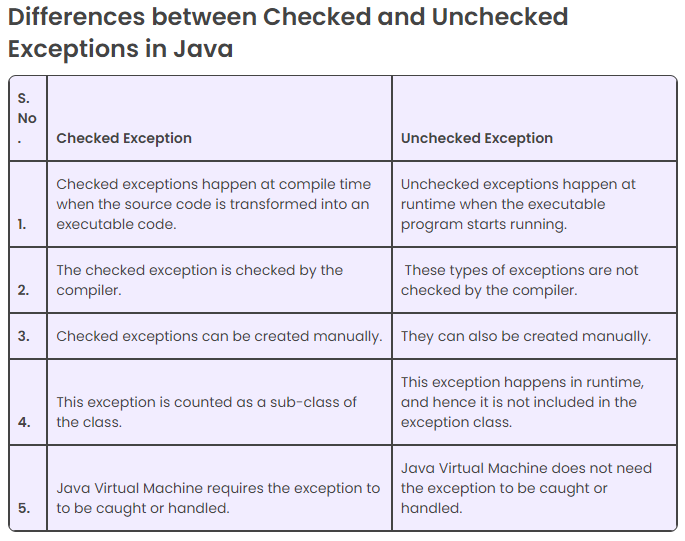 Differences between Checked and Unchecked
Exceptions in Java
S.
No
.
Checked Exception
Unchecked Exception
1.
Checked exceptions happen at compile time
when the source code is transformed into an
executable code.
Unchecked exceptions happen at
runtime when the executable
program starts running.
2.
The checked exception is checked by the
compiler.
These types of exceptions are not
checked by the compiler.
3.
Checked exceptions can be created manually.
They can also be created manually.
4.
This exception is counted as a sub-class of
the class.
This exception happens in runtime,
and hence it is not included in the
exception class.
5.
Java Virtual Machine requires the exception to
to be caught or handled.
Java Virtual Machine does not need
the exception to be caught or
handled.